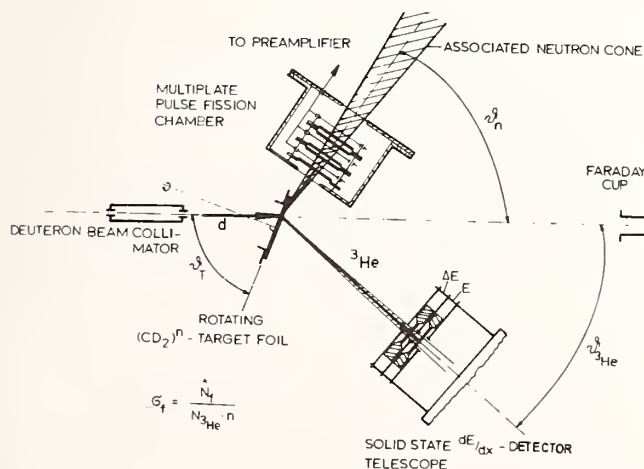 TO PREAMPLIFIER
ASSOCIATED NEUTRON CONE
MULTIPLATE
PULSE FISSION
CHAMBER
ϑn
FARADAY
CUP
DEUTERON BEAM COLLI-
MATOR
d
ϑT
³He
ΔE
E
ϑ³He
ROTATING
(CD₂)ⁿ - TARGET FOIL
σf = Ṅf / N³He · n
SOLID STATE dE/dx - DETECTOR
TELESCOPE